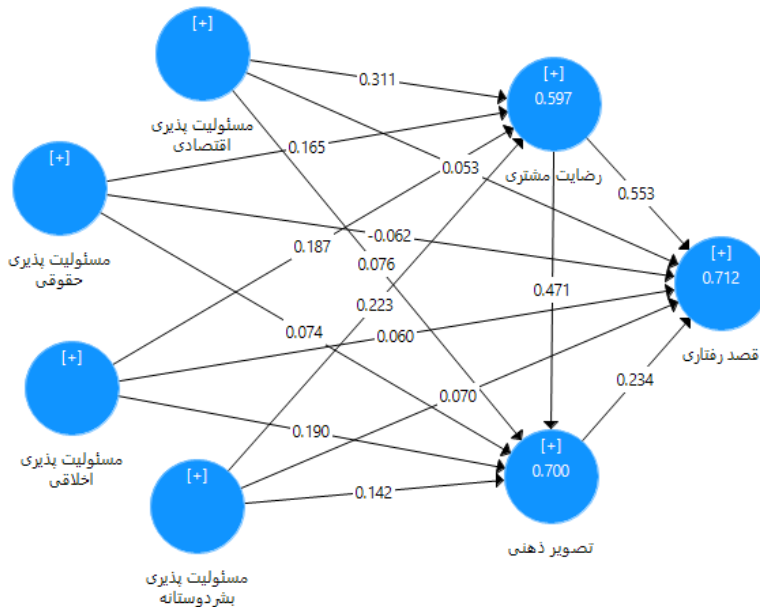 [+]
مسئولیت پذیری
اقتصادی
[+]
0.597
رضایت مشتری
0.311
0.165
0.053
0.553
[+]
مسئولیت پذیری
حقوقی
-0.062
0.187
0.076
[+]
0.712
قصد رفتاری
0.471
0.223
0.074
0.060
0.234
[+]
مسئولیت پذیری
اخلاقی
0.070
0.190
0.142
[+]
0.700
تصویر ذهنی
[+]
مسئولیت پذیری
بشردوستانه